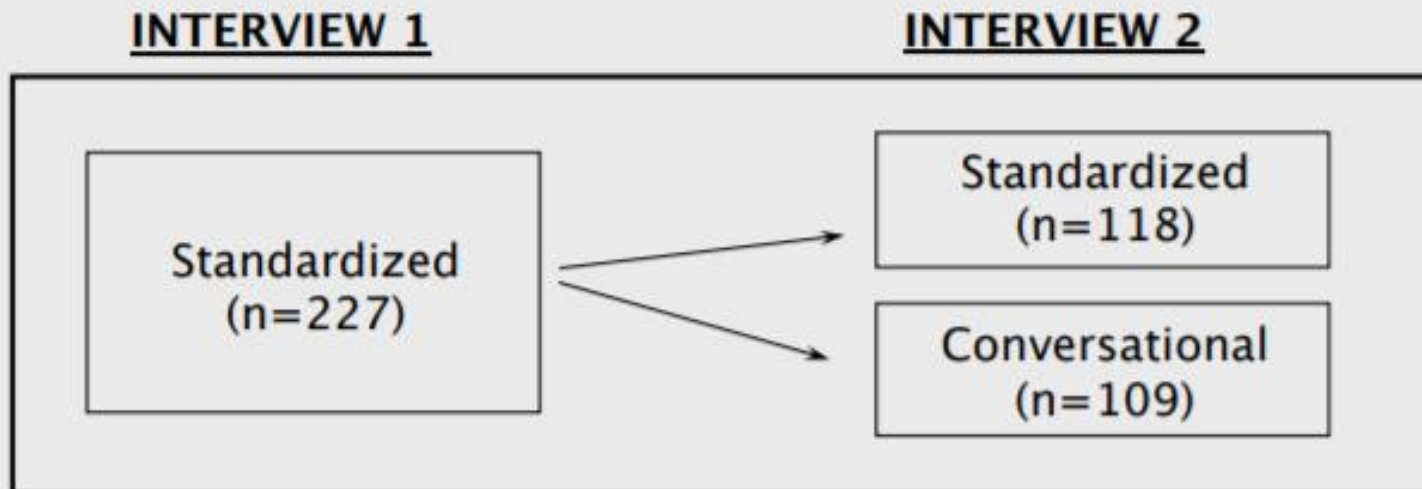 INTERVIEW 1
INTERVIEW 2
Standardized
(n=227)
Standardized
(n=118)
Conversational
(n=109)